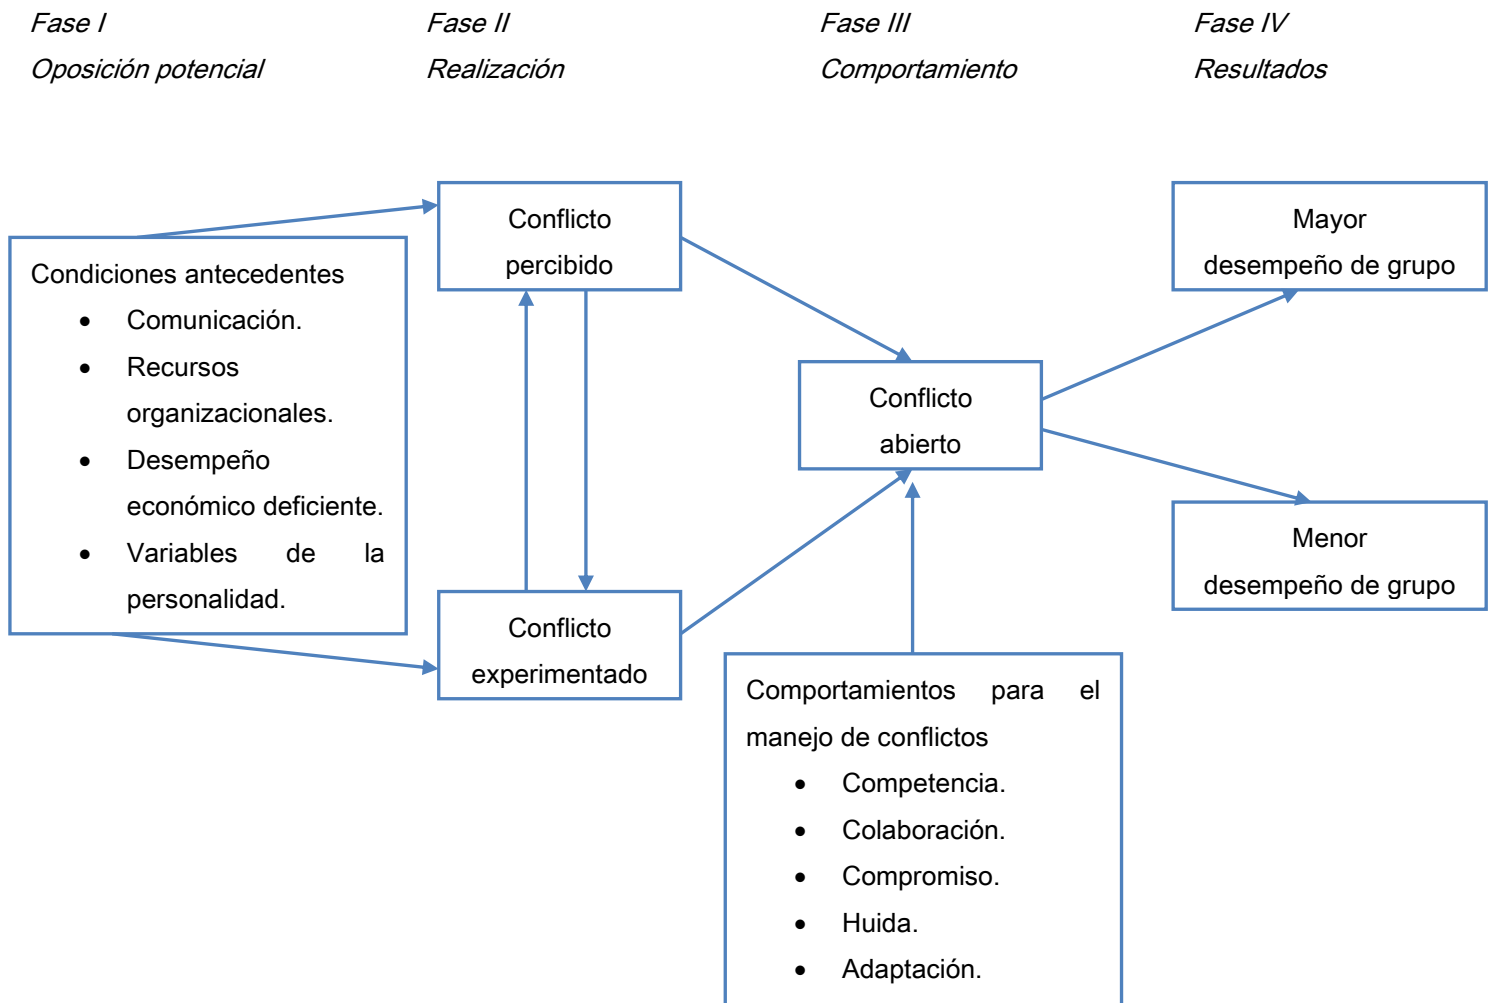 Fase I
Oposición potencial
Fase II
Realización
Fase III
Comportamiento
Fase IV
Resultados
Condiciones antecedentes
• Comunicación.
• Recursos
organizacionales.
• Desempeño
económico deficiente.
• Variables de la
personalidad.
Conflicto
percibido
Conflicto
experimentado
Conflicto
abierto
Comportamientos para el
manejo de conflictos
• Competencia.
• Colaboración.
• Compromiso.
• Huida.
• Adaptación.
Mayor
desempeño de grupo
Menor
desempeño de grupo